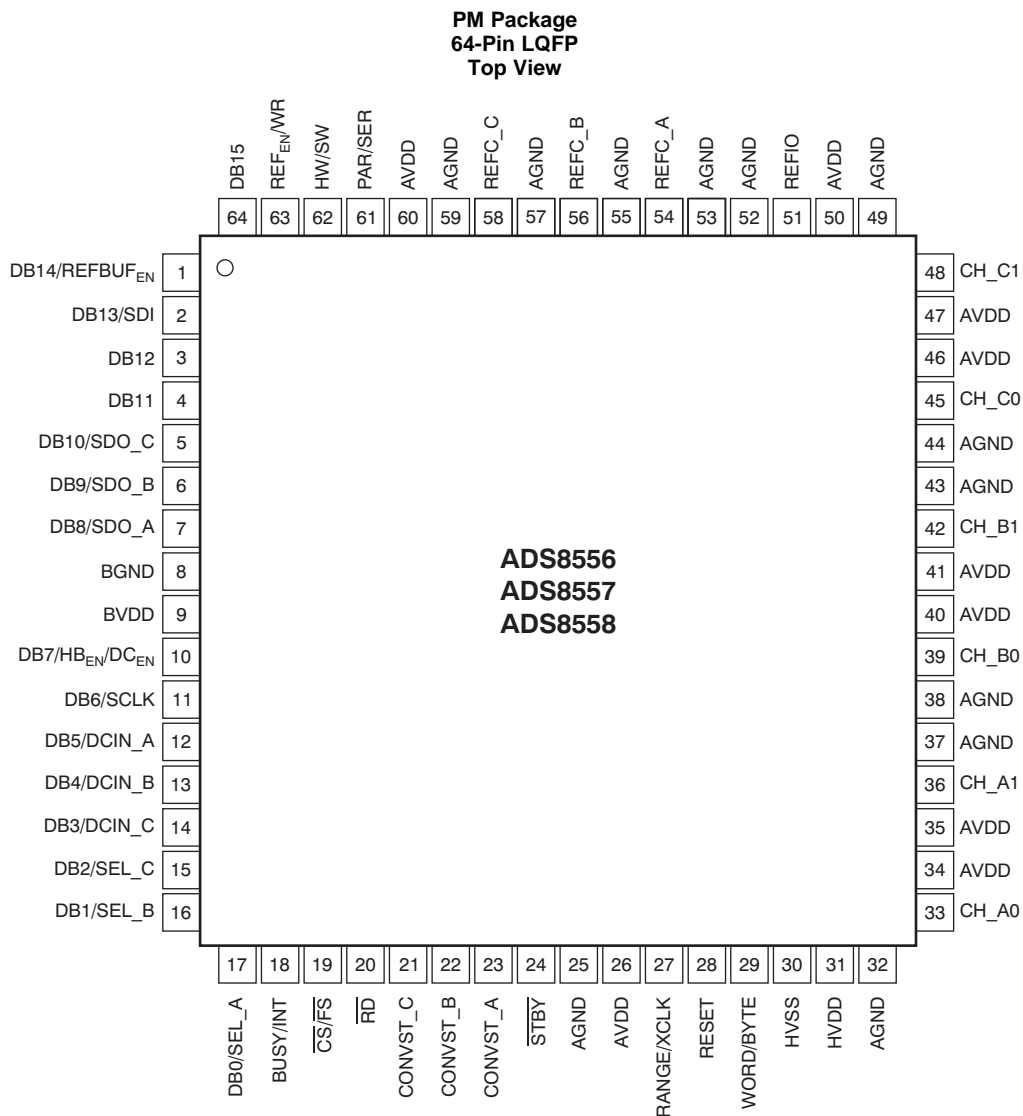 PM Package
64-Pin LQFP
Top View
DB15
REF_EN/WR
HW/SW
PAR/SER
AVDD
AGND
REFC_C
AGND
REFC_B
AGND
REFC_A
AGND
AGND
REFIO
AVDD
AGND
64 63 62 61 60 59 58 57 56 55 54 53 52 51 50 49
DB14/REFBUF_EN 1
DB13/SDI 2
DB12 3
DB11 4
DB10/SDO_C 5
DB9/SDO_B 6
DB8/SDO_A 7
BGND 8
BVDD 9
DB7/HB_EN/DC_EN 10
DB6/SCLK 11
DB5/DCIN_A 12
DB4/DCIN_B 13
DB3/DCIN_C 14
DB2/SEL_C 15
DB1/SEL_B 16
ADS8556
ADS8557
ADS8558
48 CH_C1
47 AVDD
46 AVDD
45 CH_C0
44 AGND
43 AGND
42 CH_B1
41 AVDD
40 AVDD
39 CH_B0
38 AGND
37 AGND
36 CH_A1
35 AVDD
34 AVDD
33 CH_A0
17 18 19 20 21 22 23 24 25 26 27 28 29 30 31 32
DB0/SEL_A
BUSY/INT
C̅S̅/FS
R̅D̅
CONVST_C
CONVST_B
CONVST_A
S̅T̅B̅Y̅
AGND
AVDD
RANGE/XCLK
RESET
WORD/BYTE
HVSS
HVDD
AGND